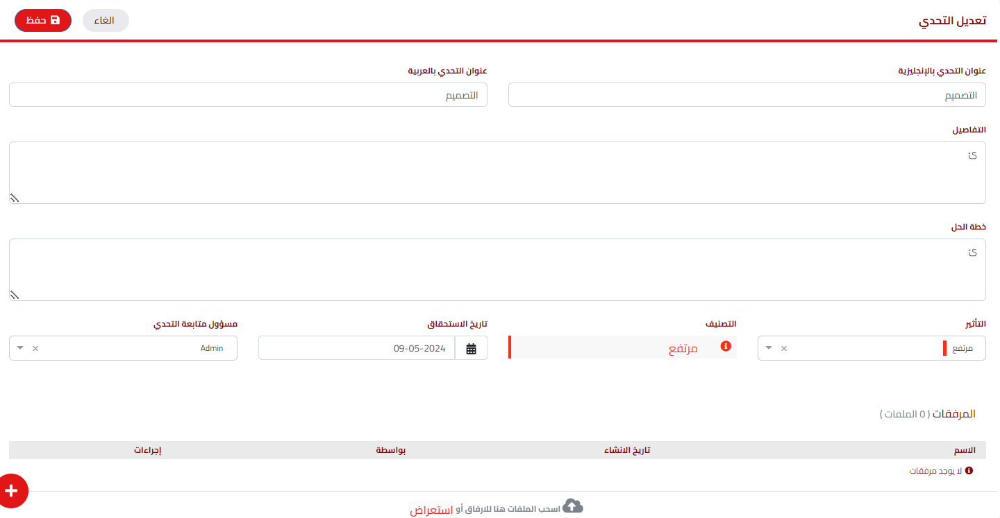 تعديل التحدي
الغاء
حفظ
عنوان التحدي بالإنجليزية
عنوان التحدي بالعربية
التصميم
التصميم
التفاصيل
ئ
خطة الحل
ئ
التأثير
التصنيف
تاريخ الاستحقاق
مسؤول متابعة التحدي
مرتفع
مرتفع
09-05-2024
Admin
المرفقات ( 0 الملفات )
الاسم
تاريخ الانشاء
بواسطة
إجراءات
لا يوجد مرفقات
اسحب الملفات هنا للارفاق أو استعراض